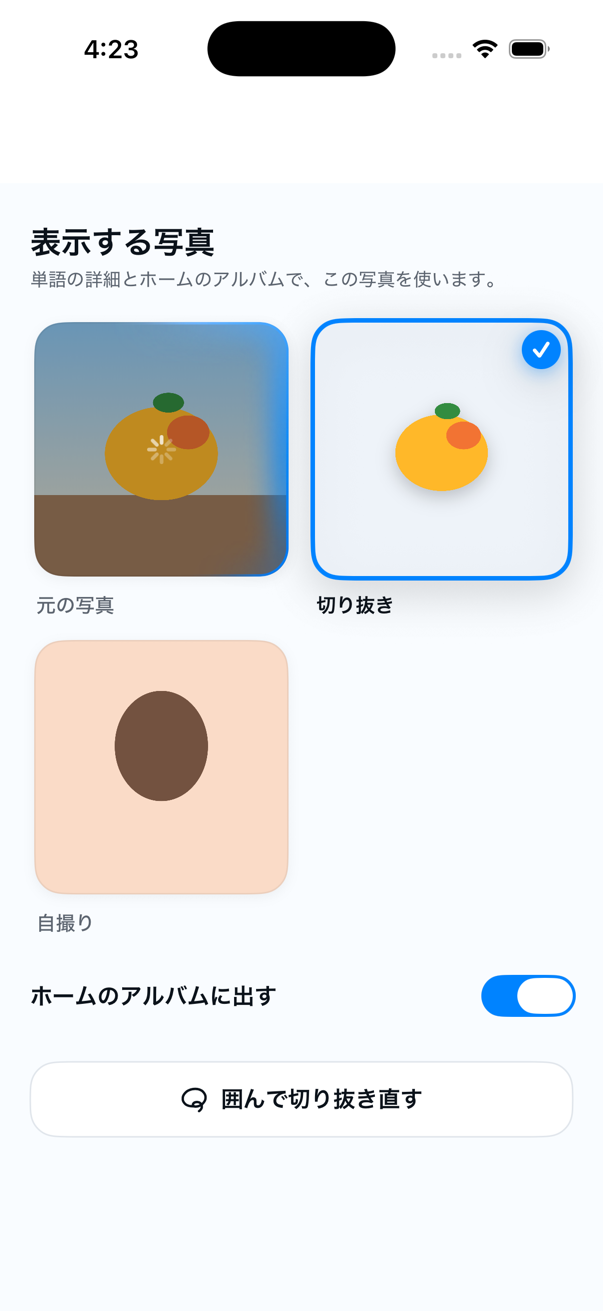 4:23
表示する写真
単語の詳細とホームのアルバムで、この写真を使います。
元の写真
切り抜き
自撮り
ホームのアルバムに出す
囲んで切り抜き直す